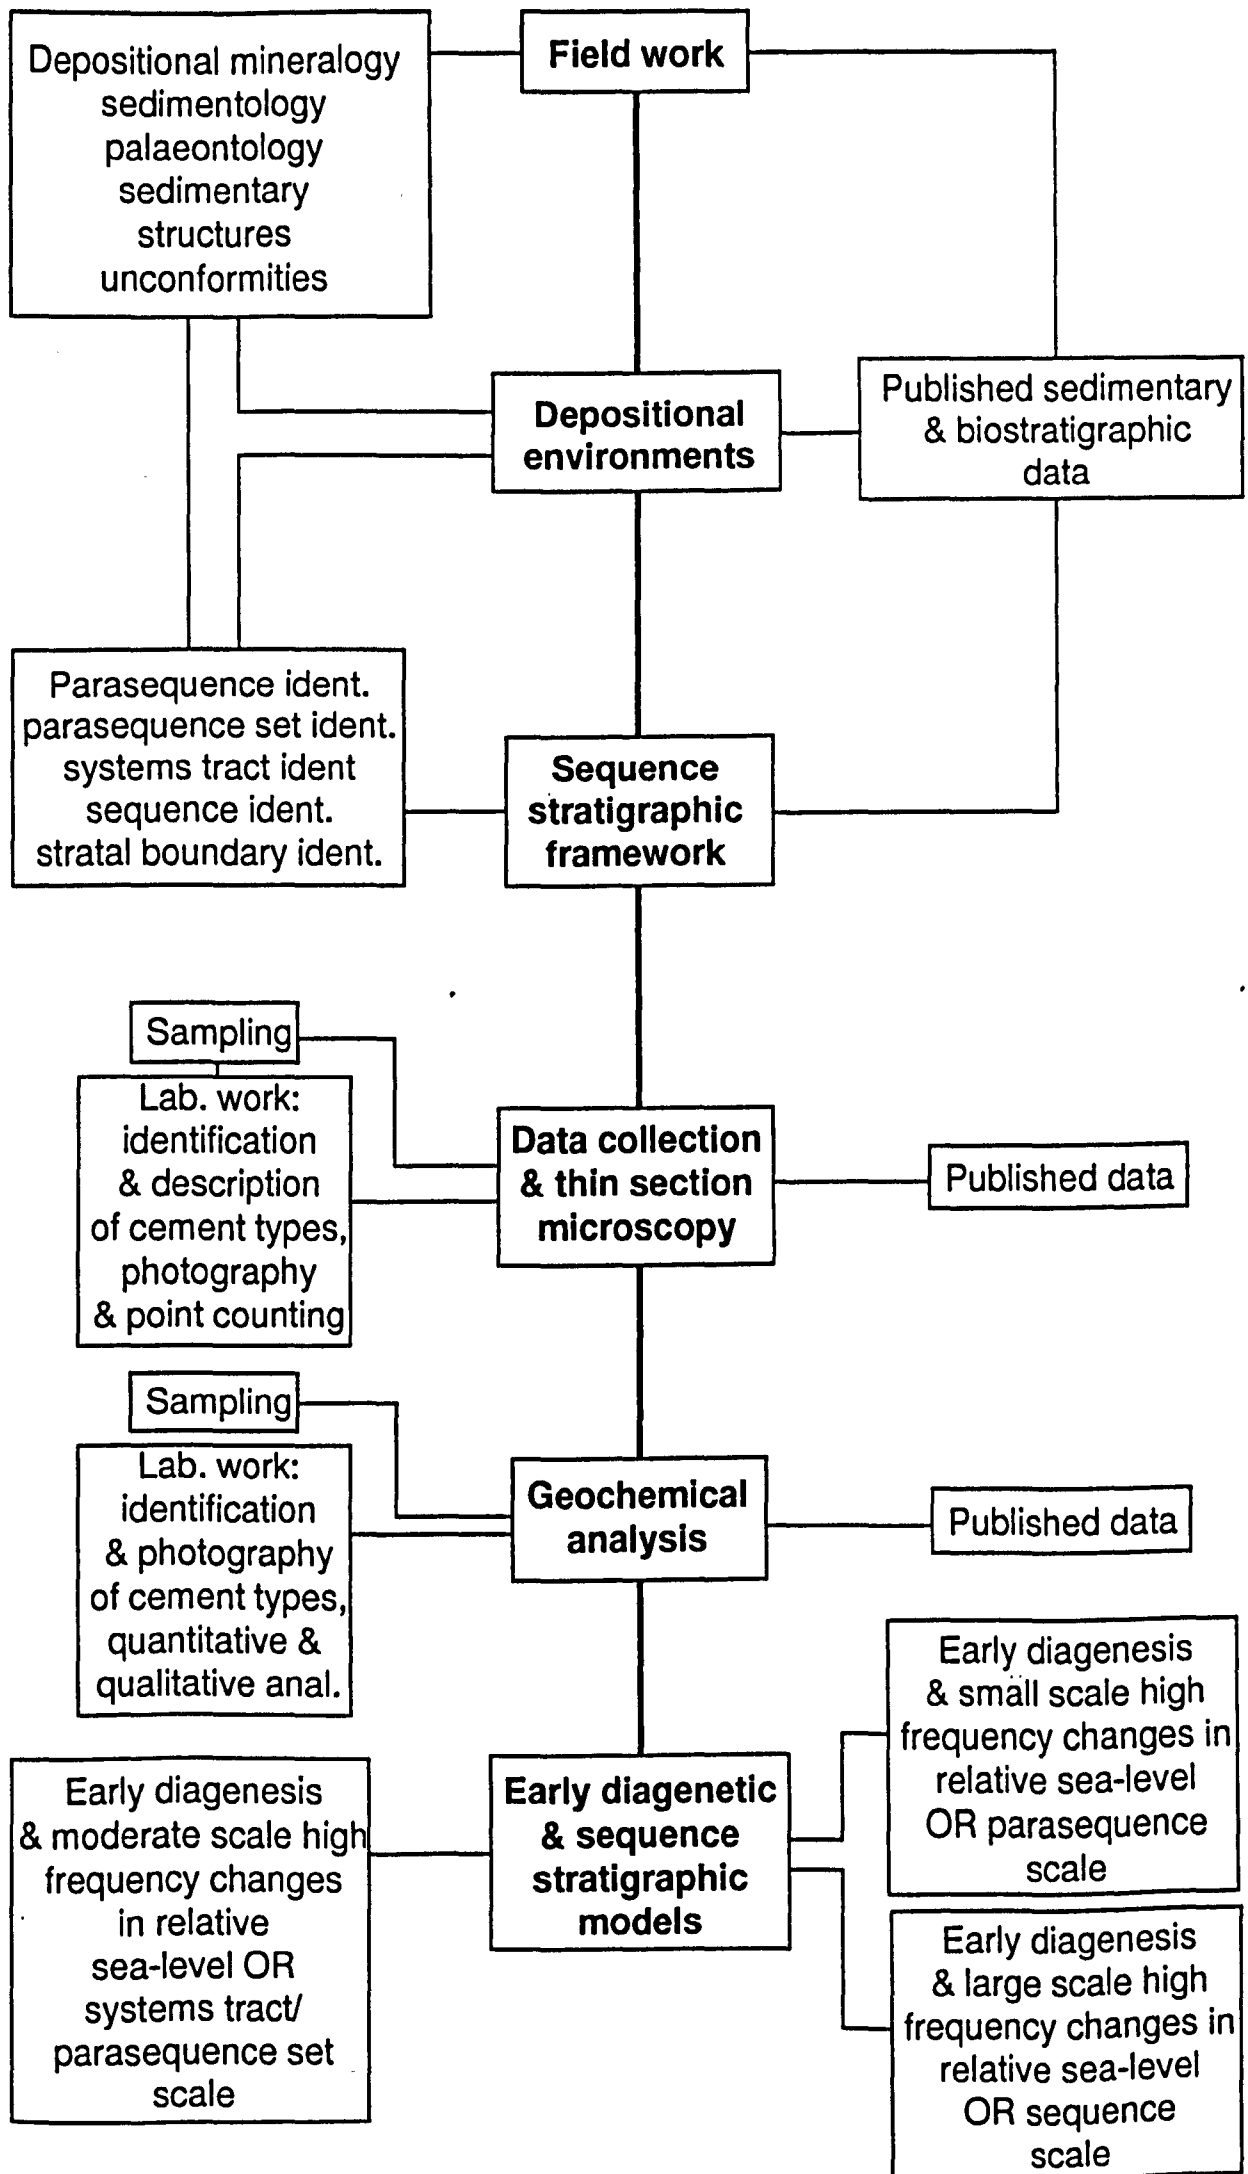 Depositional mineralogy
sedimentology
palaeontology
sedimentary
structures
unconformities
Field work
Depositional
environments
Published sedimentary
& biostratigraphic
data
Parasequence ident.
parasequence set ident.
systems tract ident
sequence ident.
stratal boundary ident.
Sequence
stratigraphic
framework
Sampling
Lab. work:
identification
& description
of cement types,
photography
& point counting
Data collection
& thin section
microscopy
Published data
Sampling
Lab. work:
identification
& photography
of cement types,
quantitative &
qualitative anal.
Geochemical
analysis
Published data
Early diagenesis
& moderate scale high
frequency changes
in relative
sea-level OR
systems tract/
parasequence set
scale
Early diagenetic
& sequence
stratigraphic
models
Early diagenesis
& small scale high
frequency changes in
relative sea-level
OR parasequence
scale
Early diagenesis
& large scale high
frequency changes in
relative sea-level
OR sequence
scale